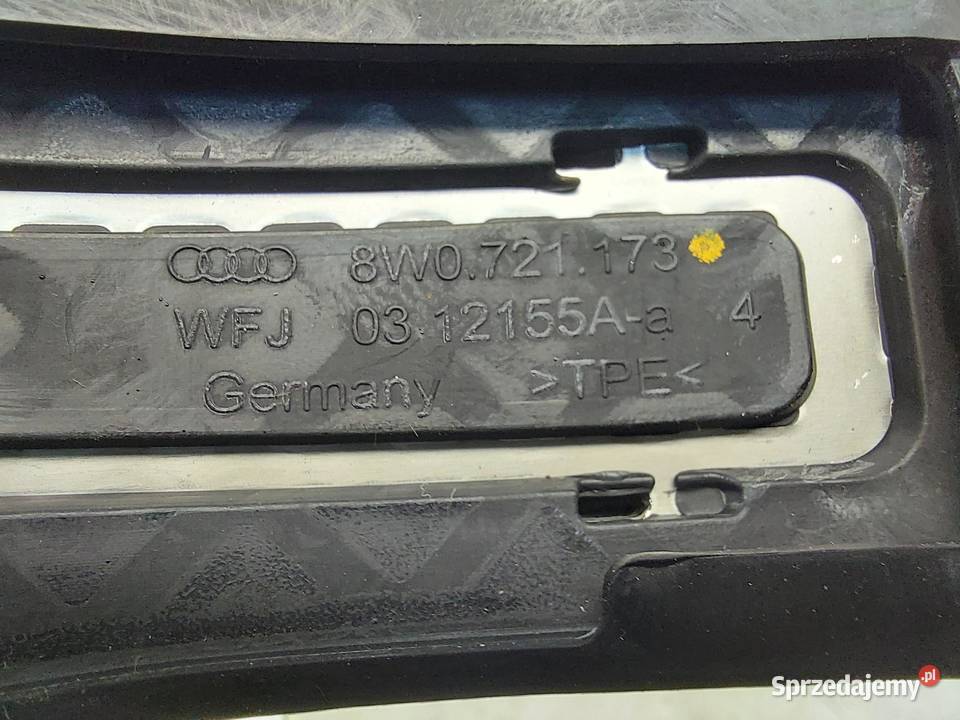 8W0.721.173
WFJ 03 12155A-a 4
Germany >TPE<
Sprzedajemy.pl